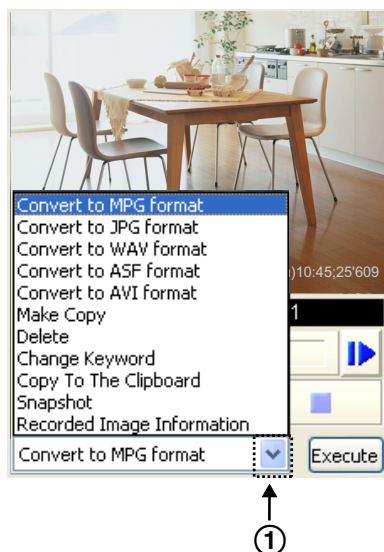 Convert to MPG format
Convert to JPG format
Convert to WAV format
Convert to ASF format
)10:45;25'609
Convert to AVI format
Make Copy
1
Delete
Change Keyword
Copy To The Clipboard
Snapshot
Recorded Image Information
Convert to MPG format
Execute
①